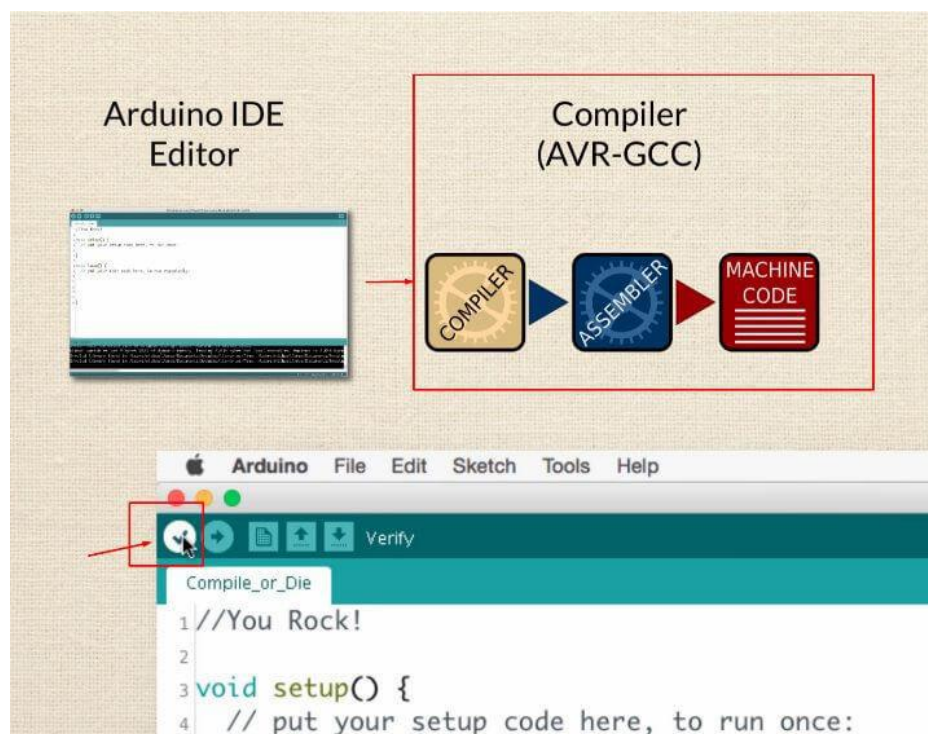 Arduino IDE
Editor
Compiler
(AVR-GCC)
COMPILER
ASSEMBLER
MACHINE
CODE
Arduino File Edit Sketch Tools Help
Verify
Compile_or_Die
1 //You Rock!
2
3 void setup() {
4 // put your setup code here, to run once: